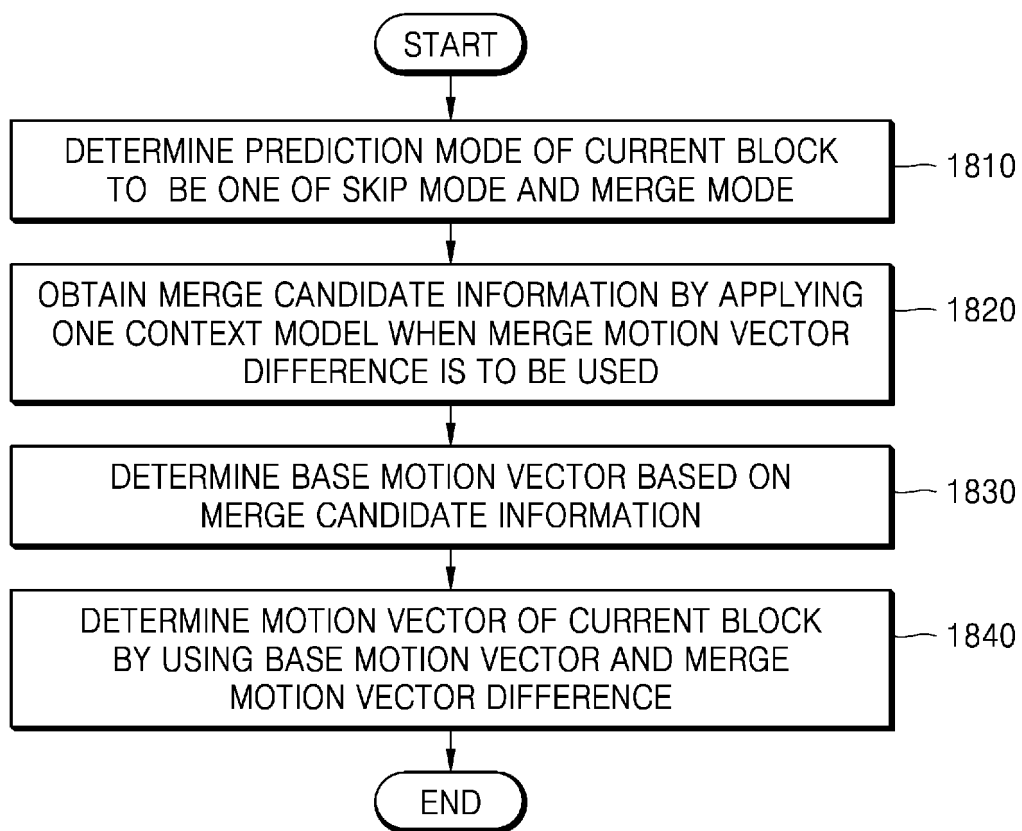 START
DETERMINE PREDICTION MODE OF CURRENT BLOCK
TO BE ONE OF SKIP MODE AND MERGE MODE
1810
OBTAIN MERGE CANDIDATE INFORMATION BY APPLYING
ONE CONTEXT MODEL WHEN MERGE MOTION VECTOR
DIFFERENCE IS TO BE USED
1820
DETERMINE BASE MOTION VECTOR BASED ON
MERGE CANDIDATE INFORMATION
1830
DETERMINE MOTION VECTOR OF CURRENT BLOCK
BY USING BASE MOTION VECTOR AND MERGE
MOTION VECTOR DIFFERENCE
1840
END